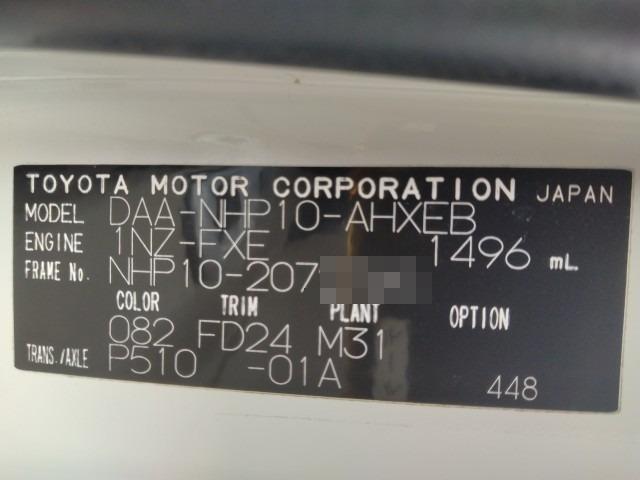 TOYOTA MOTOR CORPORATION JAPAN
MODEL DAA-NHP10-AHXEB
ENGINE 1NZ-FXE 1496 mL
FRAME No. NHP10-207
COLOR TRIM PLANT OPTION
082 FD24 M31
TRANS./AXLE P510 -01A 448